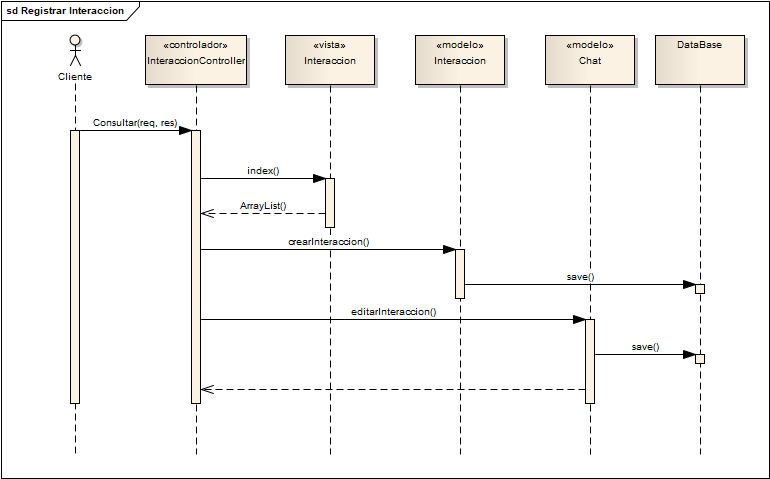 sd Registrar Interaccion
Cliente
«controlador»
InteraccionController
«vista»
Interaccion
«modelo»
Interaccion
«modelo»
Chat
DataBase
Consultar(req, res)
index()
ArrayList()
crearInteraccion()
save()
editarInteraccion()
save()